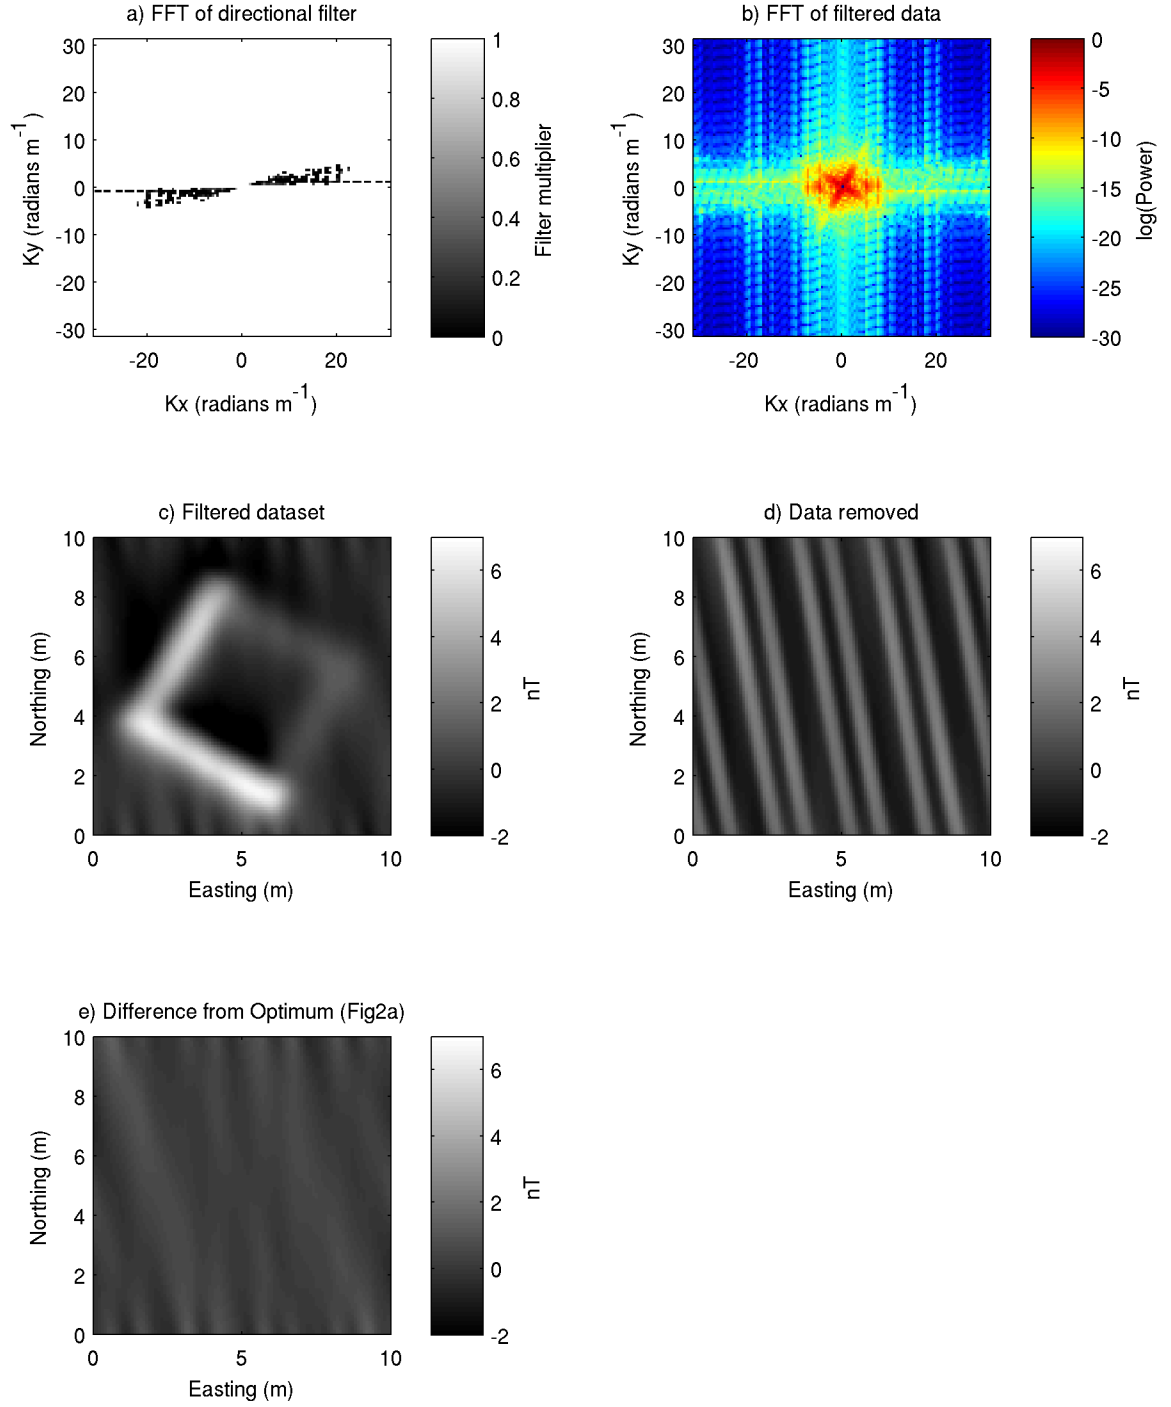 a) FFT of directional filter
30
20
10
0
-10
-20
-30
Ky (radians m-1 )
-20 0 20
Kx (radians m-1)
1
0.8
0.6
0.4
0.2
0
Filter multiplier
b) FFT of filtered data
30
20
10
0
-10
-20
-30
Ky (radians m-1 )
-20 0 20
Kx (radians m-1)
0
-5
-10
-15
-20
-25
-30
log(Power)
c) Filtered dataset
10
8
6
4
2
0
Northing (m)
0 5 10
Easting (m)
6
4
2
0
-2
nT
d) Data removed
10
8
6
4
2
0
Northing (m)
0 5 10
Easting (m)
6
4
2
0
-2
nT
e) Difference from Optimum (Fig2a)
10
8
6
4
2
0
Northing (m)
0 5 10
Easting (m)
6
4
2
0
-2
nT